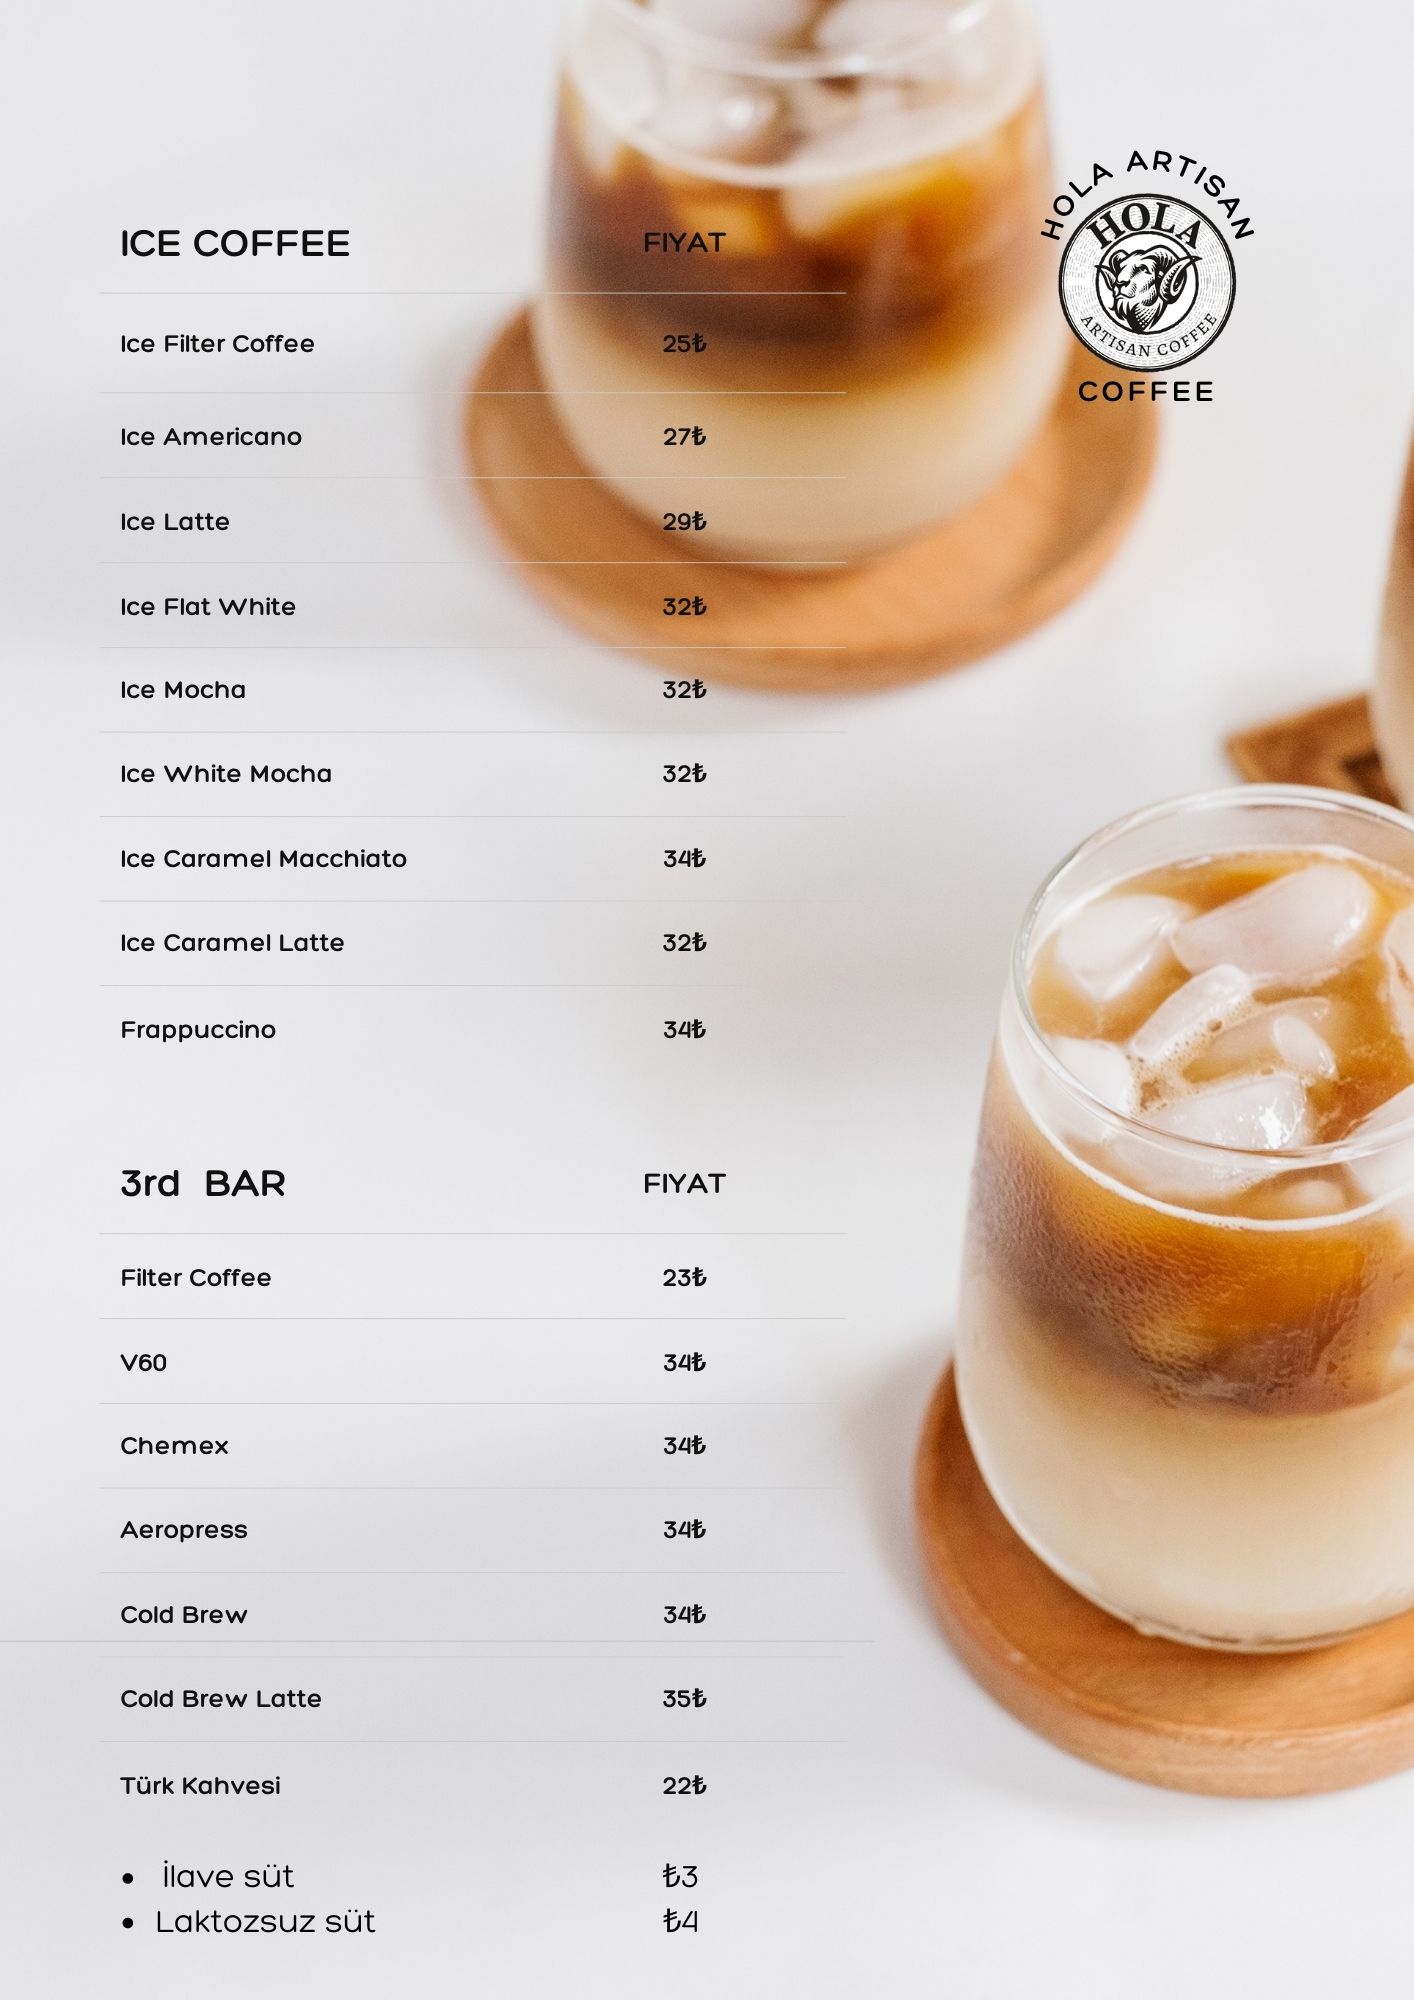 HOLA ARTISAN
HOLA
ARTISAN COFFEE
COFFEE
ICE COFFEE FIYAT
Ice Filter Coffee 25₺
Ice Americano 27₺
Ice Latte 29₺
Ice Flat White 32₺
Ice Mocha 32₺
Ice White Mocha 32₺
Ice Caramel Macchiato 34₺
Ice Caramel Latte 32₺
Frappuccino 34₺
3rd BAR FIYAT
Filter Coffee 23₺
V60 34₺
Chemex 34₺
Aeropress 34₺
Cold Brew 34₺
Cold Brew Latte 35₺
Türk Kahvesi 22₺
• İlave süt ₺3
• Laktozsuz süt ₺4